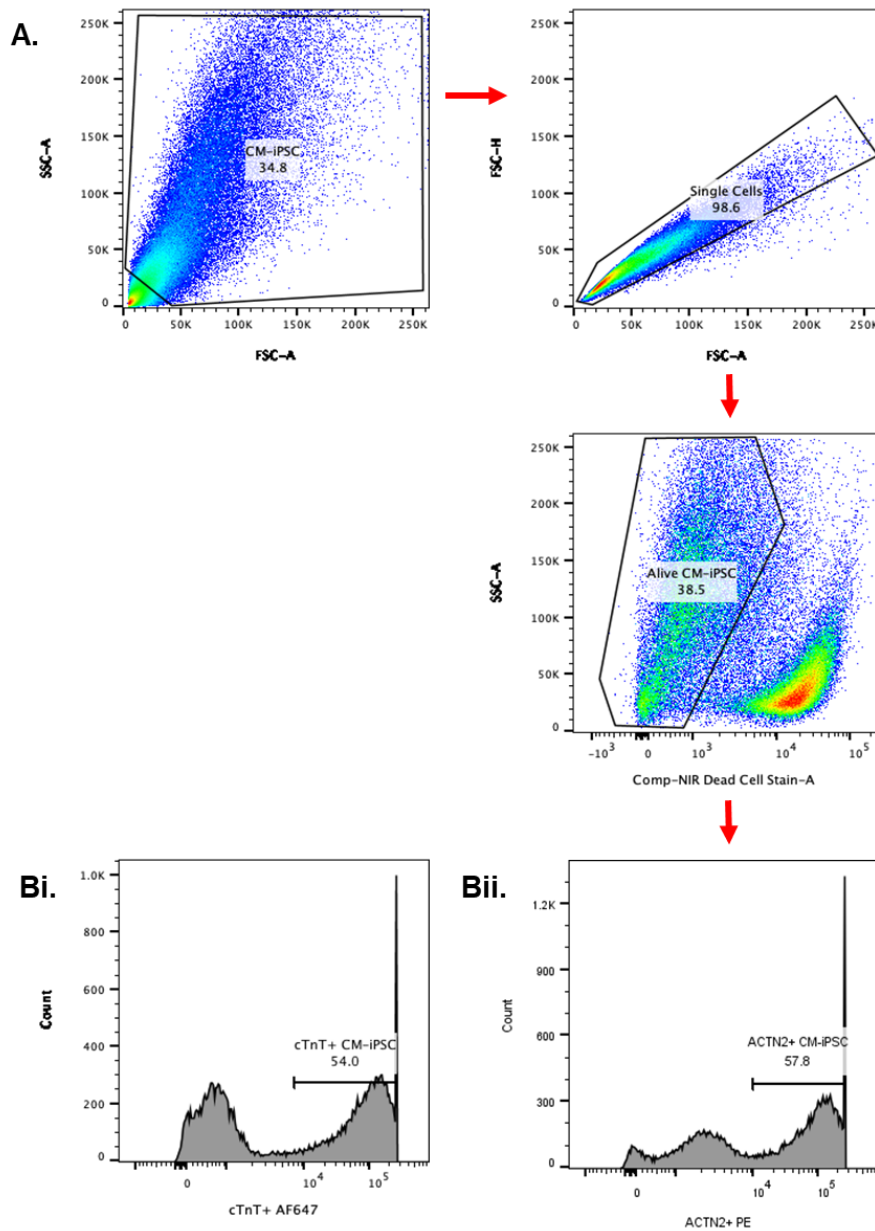 A.
250K
200K
150K
100K
50K
0
SSC-A
CM-iPSC
34.8
0
50K
100K
150K
200K
250K
FSC-A
250K
200K
150K
100K
50K
0
FSC-H
Single Cells
98.6
0
50K
100K
150K
200K
250K
FSC-A
250K
200K
150K
100K
50K
0
SSC-A
Alive CM-iPSC
38.5
-10³
0
10³
10⁴
10⁵
Comp-NIR Dead Cell Stain-A
Bi.
1.0K
800
600
400
200
0
Count
cTnT+ CM-iPSC
54.0
0
10⁴
10⁵
cTnT+ AF647
Bii.
1.2K
900
600
300
0
Count
ACTN2+ CM-iPSC
57.8
0
10⁴
10⁵
ACTN2+ PE